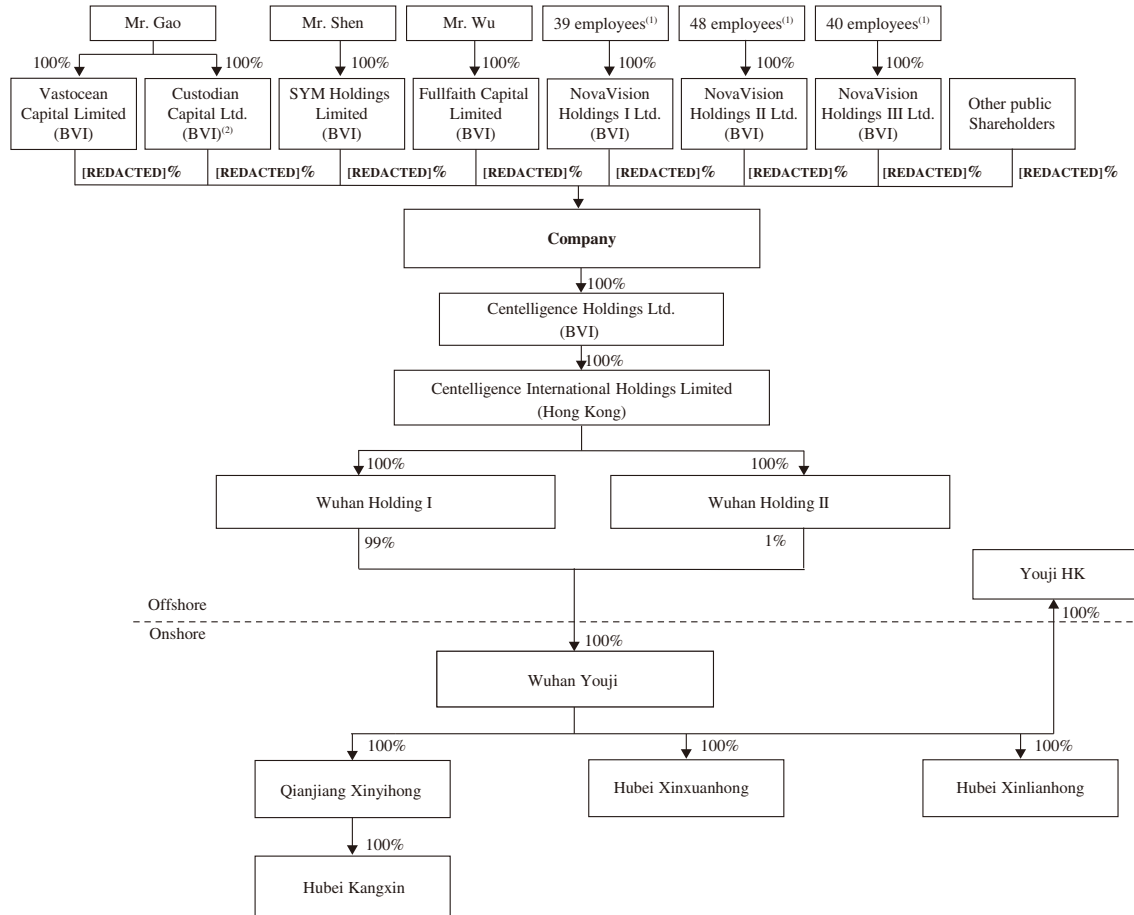 Mr. Gao
Mr. Shen
Mr. Wu
39 employees(1)
48 employees(1)
40 employees(1)
100%
100%
100%
100%
100%
100%
100%
Vastocean
Capital Limited
(BVI)
Custodian
Capital Ltd.
(BVI)(2)
SYM Holdings
Limited
(BVI)
Fullfaith Capital
Limited
(BVI)
NovaVision
Holdings I Ltd.
(BVI)
NovaVision
Holdings II Ltd.
(BVI)
NovaVision
Holdings III Ltd.
(BVI)
Other public
Shareholders
[REDACTED]%
[REDACTED]%
[REDACTED]%
[REDACTED]%
[REDACTED]%
[REDACTED]%
[REDACTED]%
[REDACTED]%
Company
100%
Centelligence Holdings Ltd.
(BVI)
100%
Centelligence International Holdings Limited
(Hong Kong)
100%
100%
Wuhan Holding I
Wuhan Holding II
99%
1%
Youji HK
Offshore
100%
Onshore
100%
Wuhan Youji
100%
100%
100%
Qianjiang Xinyihong
Hubei Xinxuanhong
Hubei Xinlianhong
100%
Hubei Kangxin